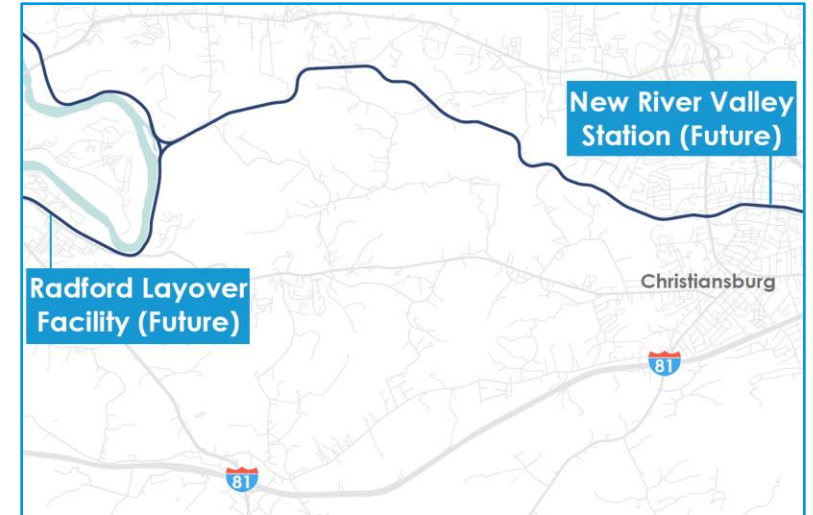 New River Valley
Station (Future)
Radford Layover
Facility (Future)
Christiansburg
81
81